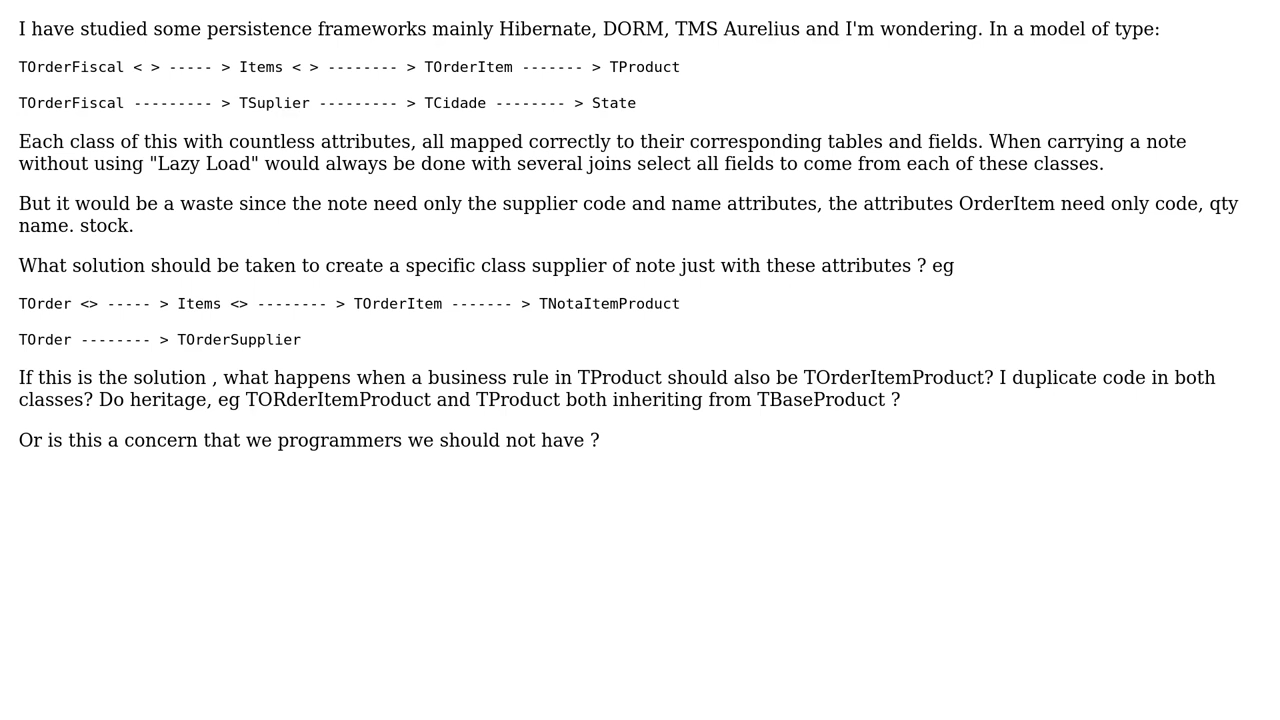 I have studied some persistence frameworks mainly Hibernate, DORM, TMS Aurelius and I'm wondering. In a model of type:
TOrderFiscal < > ----- > Items < > -------- > TOrderItem ------- > TProduct
TOrderFiscal --------- > TSuplier --------- > TCidade -------- > State
Each class of this with countless attributes, all mapped correctly to their corresponding tables and fields. When carrying a note
without using "Lazy Load" would always be done with several joins select all fields to come from each of these classes.
But it would be a waste since the note need only the supplier code and name attributes, the attributes OrderItem need only code, qty
name. stock.
What solution should be taken to create a specific class supplier of note just with these attributes ? eg
TOrder <> ----- > Items <> -------- > TOrderItem ------- > TNotaItemProduct
TOrder -------- > TOrderSupplier
If this is the solution , what happens when a business rule in TProduct should also be TOrderItemProduct? I duplicate code in both
classes? Do heritage, eg TORderItemProduct and TProduct both inheriting from TBaseProduct ?
Or is this a concern that we programmers we should not have ?